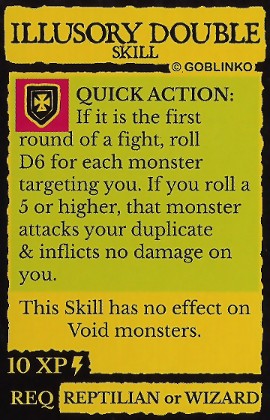 ILLUSORY DOUBLE
SKILL
© GOBLINKO
QUICK ACTION:
If it is the first
round of a fight, roll
D6 for each monster
targeting you. If you roll a
5 or higher, that monster
attacks your duplicate
& inflicts no damage on
you.
This Skill has no effect on
Void monsters.
10 XP
REQ REPTILIAN or WIZARD